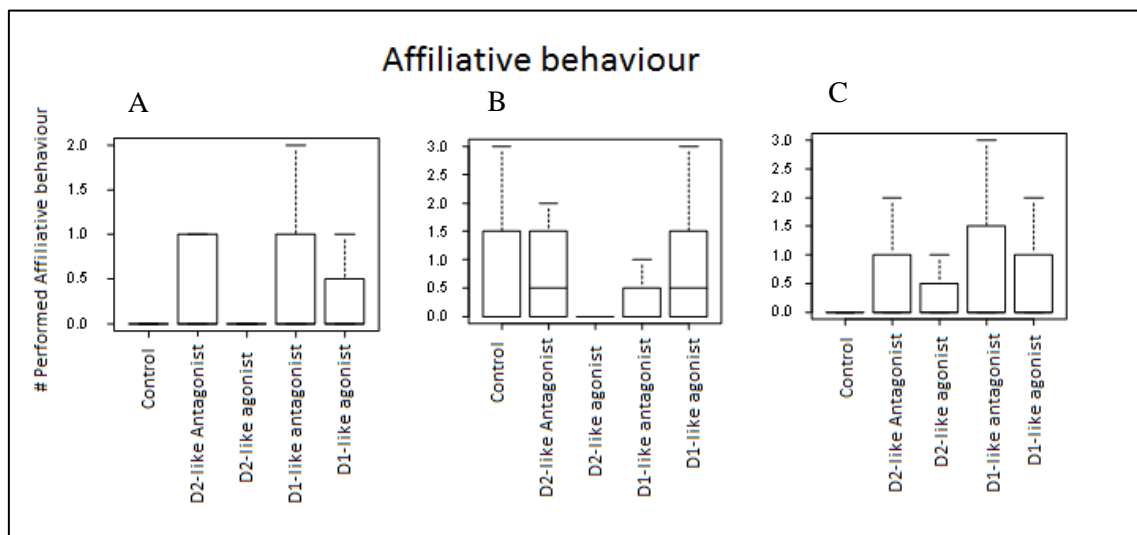 Affiliative behaviour
A
B
C
# Performed Affiliative behaviour
2.0
1.5
1.0
0.5
0.0
Control
D2-like Antagonist
D2-like agonist
D1-like antagonist
D1-like agonist
3.0
2.5
2.0
1.5
1.0
0.5
0.0
Control
D2-like Antagonist
D2-like agonist
D1-like antagonist
D1-like agonist
3.0
2.5
2.0
1.5
1.0
0.5
0.0
Control
D2-like Antagonist
D2-like agonist
D1-like antagonist
D1-like agonist